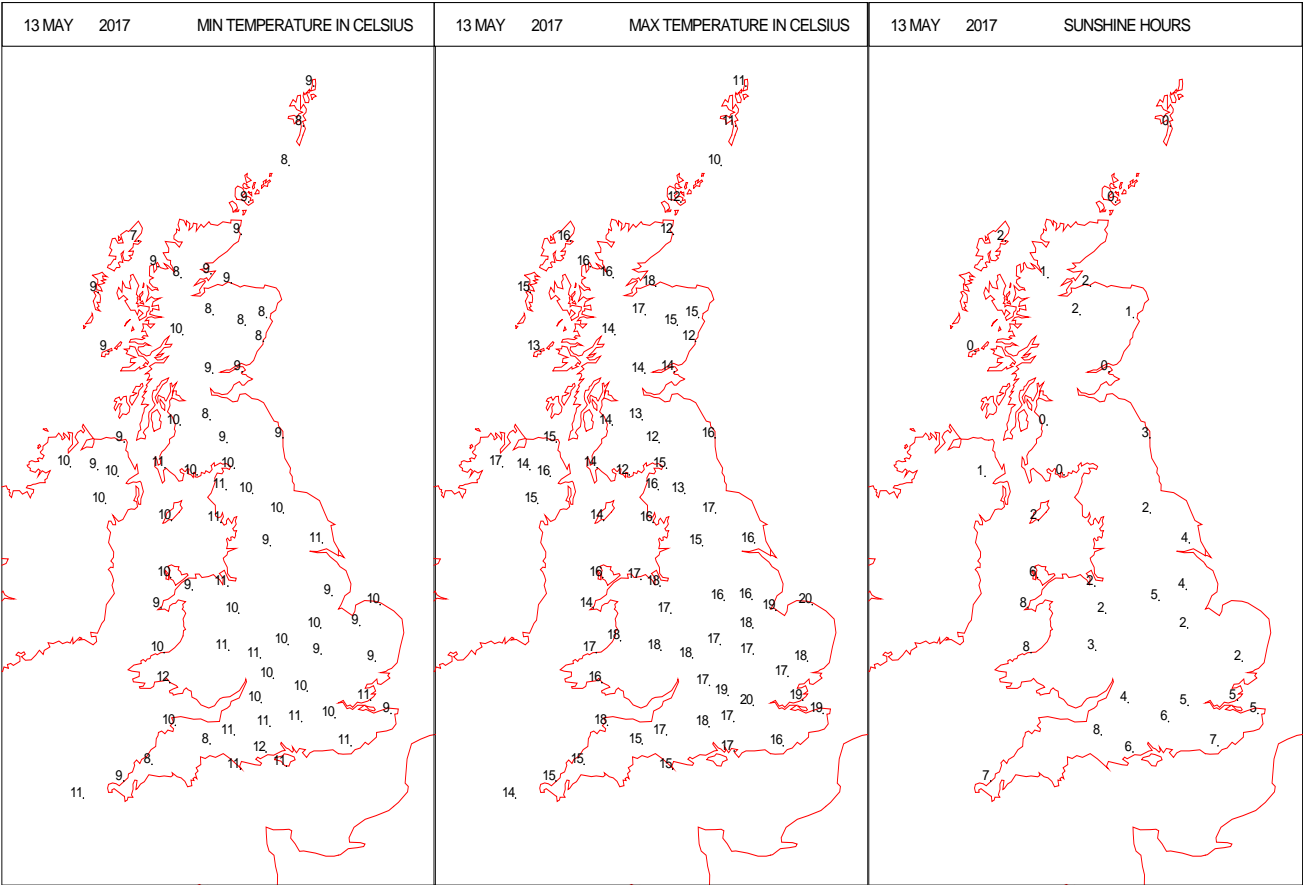 13 MAY 2017 MIN TEMPERATURE IN CELSIUS
9.
8.
8.
9.
9.
7.
9.
8. 9.
9. 9.
8. 8.
8.
10. 8.
9.
9. 9.
8.
10.
9. 9. 9.
10. 9. 10. 11. 10. 10.
11. 10.
10.
10. 11. 10.
9. 11.
10. 11.
9. 9.
9. 10. 10.
10. 9.
10. 11. 10. 9.
11. 9.
12. 10.
10. 10. 11.
10. 11. 10. 11. 10. 9.
8. 12. 11.
8. 11. 11.
9.
11.
13 MAY 2017 MAX TEMPERATURE IN CELSIUS
11.
11.
10.
12.
12.
16.
16. 16.
15. 18.
17. 15. 15.
14. 12.
13.
14. 14.
14. 13.
15. 12. 16.
17. 14. 16. 14. 12. 15.
15. 16. 13.
14. 16. 17.
15. 16.
16. 17. 18.
14. 17. 16. 16. 19. 20.
18. 18.
17. 18. 17. 17.
18. 18.
16. 17. 17.
19. 20. 19. 19.
18. 17. 18. 17.
15. 17. 16.
15. 15.
15.
14.
13 MAY 2017 SUNSHINE HOURS
0.
0.
2.
1. 2.
2. 1.
0.
0.
0. 3.
1. 0.
2. 2.
4.
6. 2. 4.
8. 2. 5.
2.
8. 3. 2.
4. 5. 5. 5.
8. 6.
6. 7.
7.